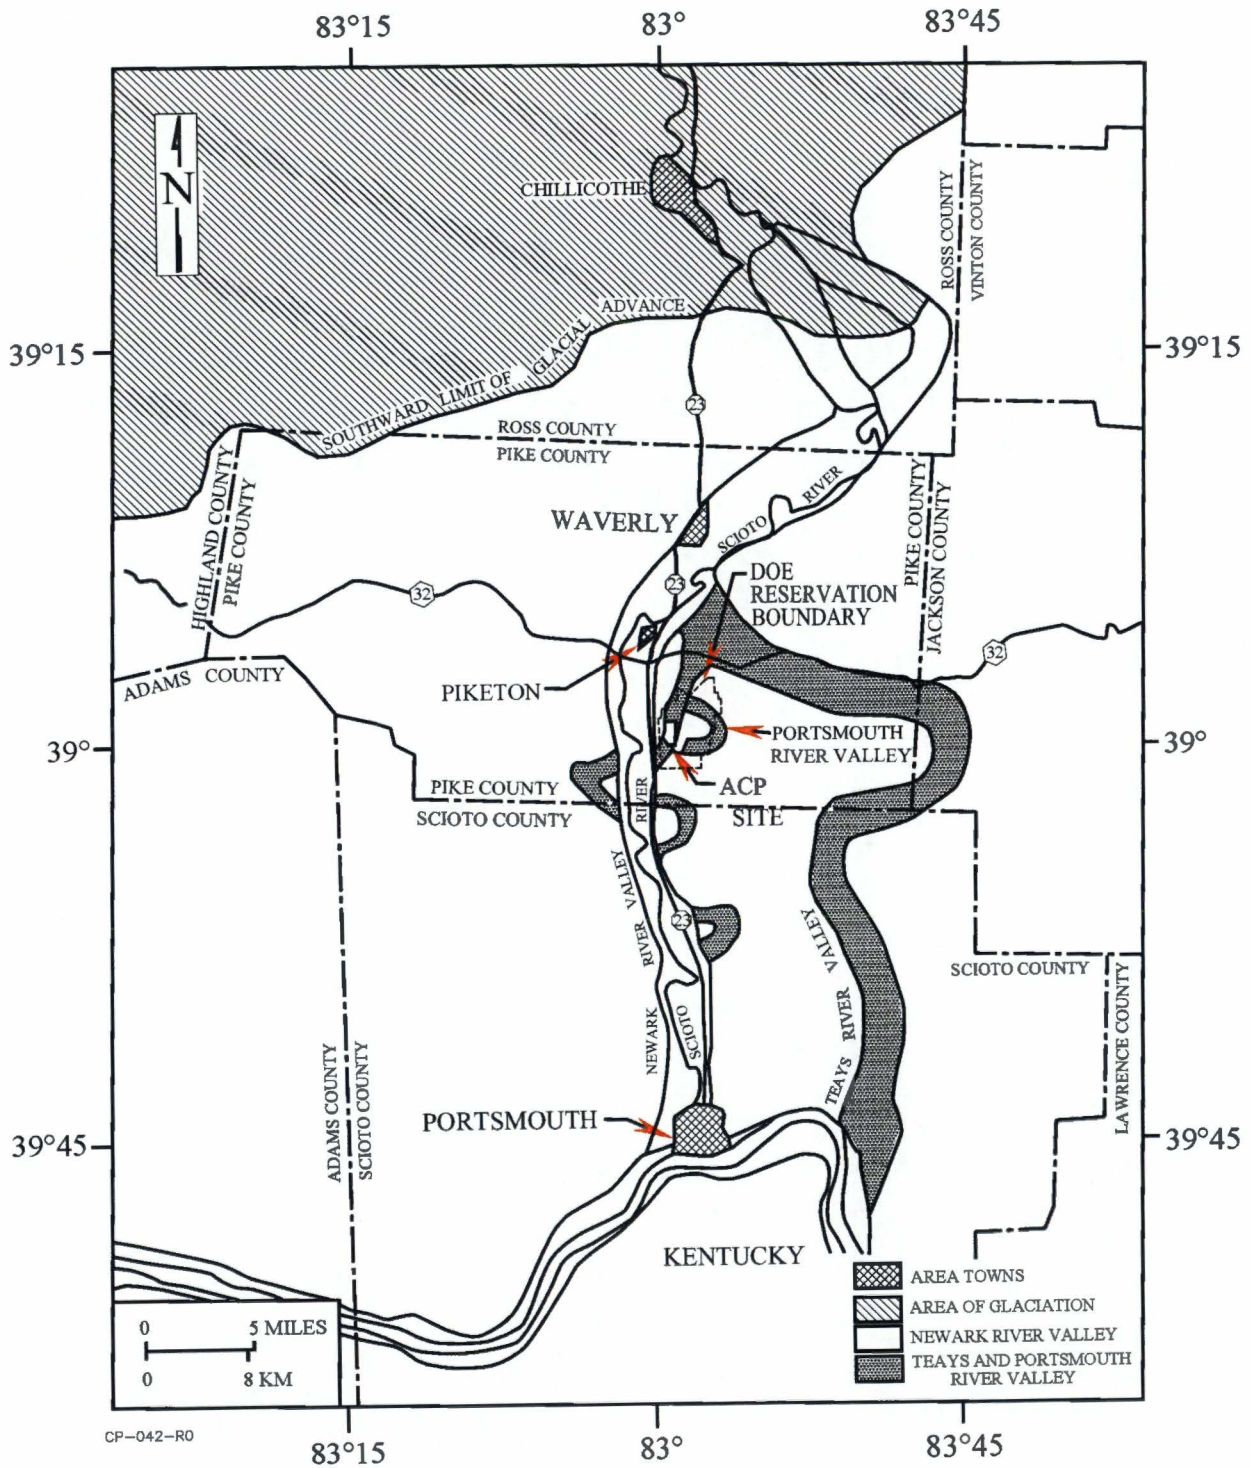 83°15
83°
83°45
N
CHILLICOTHE
ROSS COUNTY
VINTON COUNTY
ADVANCE
39°15
39°15
SOUTHWARD LIMIT OF GLACIAL
23
ROSS COUNTY
PIKE COUNTY
HIGHLAND COUNTY
PIKE COUNTY
WAVERLY
SCIOTO RIVER
PIKE COUNTY
JACKSON COUNTY
23
DOE
RESERVATION
BOUNDARY
32
32
ADAMS COUNTY
PIKETON
PORTSMOUTH
RIVER VALLEY
39°
39°
ACP
SITE
PIKE COUNTY
SCIOTO COUNTY
RIVER
23
NEWARK RIVER VALLEY
SCIOTO
TEAYS RIVER VALLEY
SCIOTO COUNTY
LAWRENCE COUNTY
ADAMS COUNTY
SCIOTO COUNTY
PORTSMOUTH
39°45
39°45
KENTUCKY
AREA TOWNS
AREA OF GLACIATION
NEWARK RIVER VALLEY
TEAYS AND PORTSMOUTH
RIVER VALLEY
0 5 MILES
0 8 KM
CP-042-R0
83°15
83°
83°45